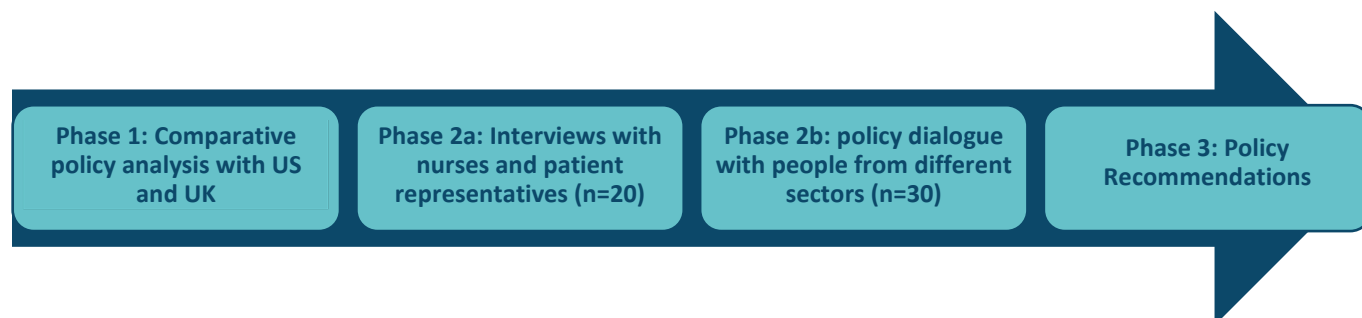 Phase 1: Comparative
policy analysis with US
and UK
Phase 2a: Interviews with
nurses and patient
representatives (n=20)
Phase 2b: policy dialogue
with people from different
sectors (n=30)
Phase 3: Policy
Recommendations